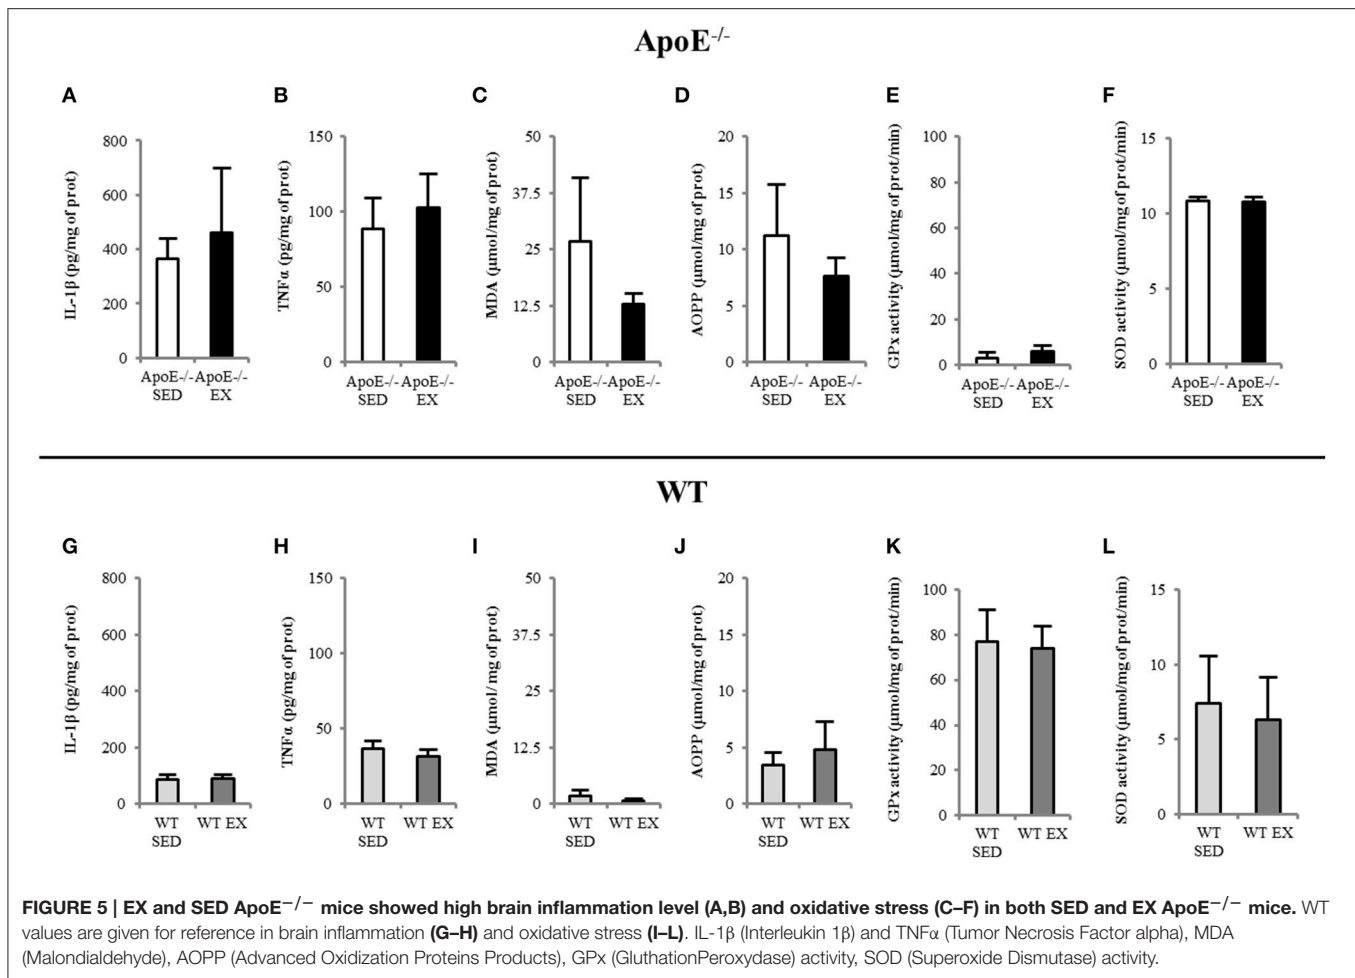 ApoE-/-
A
B
C
D
E
F
IL-1β (pg/mg of prot)
800
600
400
200
0
ApoE-/- ApoE-/-
SED EX
TNFα (pg/mg of prot)
150
100
50
0
ApoE-/- ApoE-/-
SED EX
MDA (μmol/mg of prot)
50
37.5
25
12.5
0
ApoE-/- ApoE-/-
SED EX
AOPP (μmol/mg of prot)
20
15
10
5
0
ApoE-/- ApoE-/-
SED EX
GPx activity (μmol/mg of prot/min)
100
80
60
40
20
0
ApoE-/- ApoE-/-
SED EX
SOD activity (μmol/mg of prot/min)
15
10
5
0
ApoE-/- ApoE-/-
SED EX
WT
G
H
I
J
K
L
IL-1β (pg/mg of prot)
800
600
400
200
0
WT WT EX
SED
TNFα (pg/mg of prot)
150
100
50
0
WT WT EX
SED
MDA (μmol/ mg of prot)
50
37.5
25
12.5
0
WT WT EX
SED
AOPP (μmol/mg of prot)
20
15
10
5
0
WT WT EX
SED
GPx activity (μmol/mg of prot/min)
100
80
60
40
20
0
WT WT EX
SED
SOD activity (μmol/mg of prot/min)
15
10
5
0
WT WT EX
SED
FIGURE 5 | EX and SED ApoE−/− mice showed high brain inflammation level (A,B) and oxidative stress (C–F) in both SED and EX ApoE−/− mice. WT
values are given for reference in brain inflammation (G–H) and oxidative stress (I–L). IL-1β (Interleukin 1β) and TNFα (Tumor Necrosis Factor alpha), MDA
(Malondialdehyde), AOPP (Advanced Oxidization Proteins Products), GPx (GluthationPeroxydase) activity, SOD (Superoxide Dismutase) activity.